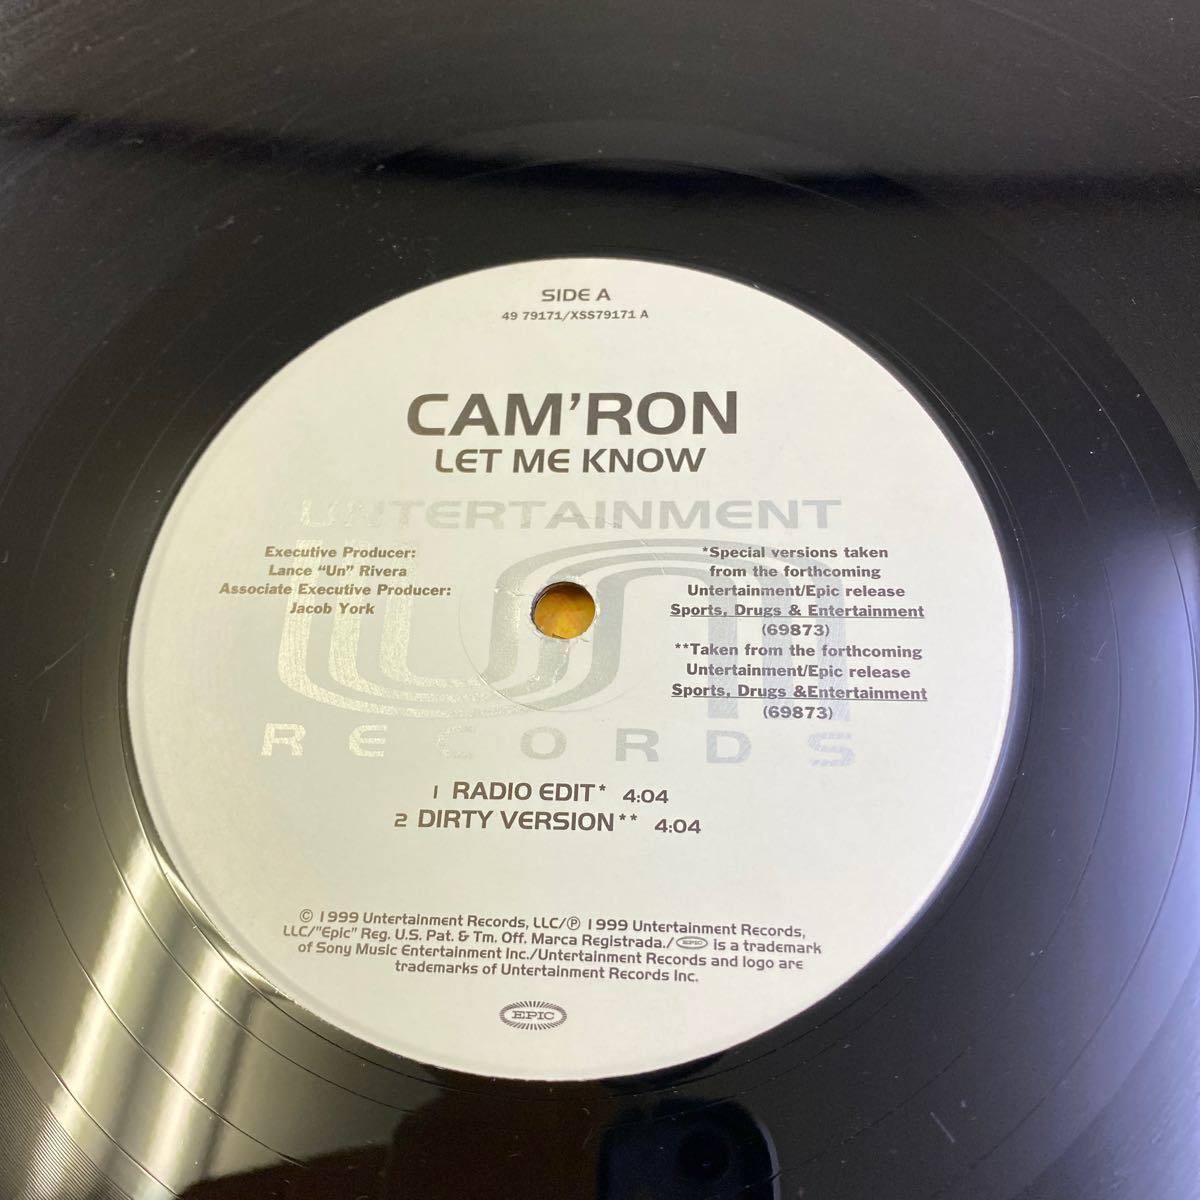 SIDE A
49 79171/XSS79171 A
CAM'RON
LET ME KNOW
UNTERTAINMENT
Executive Producer:
Lance "Un" Rivera
Associate Executive Producer:
Jacob York
*Special versions taken
from the forthcoming
Untertainment/Epic release
Sports, Drugs & Entertainment
(69873)
**Taken from the forthcoming
Untertainment/Epic release
Sports, Drugs &Entertainment
(69873)
un
RECORDS
1 RADIO EDIT* 4:04
2 DIRTY VERSION** 4:04
© 1999 Untertainment Records, LLC/℗ 1999 Untertainment Records,
LLC/"Epic" Reg. U.S. Pat. & Tm. Off. Marca Registrada./ EPIC is a trademark
of Sony Music Entertainment Inc./Untertainment Records and logo are
trademarks of Untertainment Records Inc.
EPIC